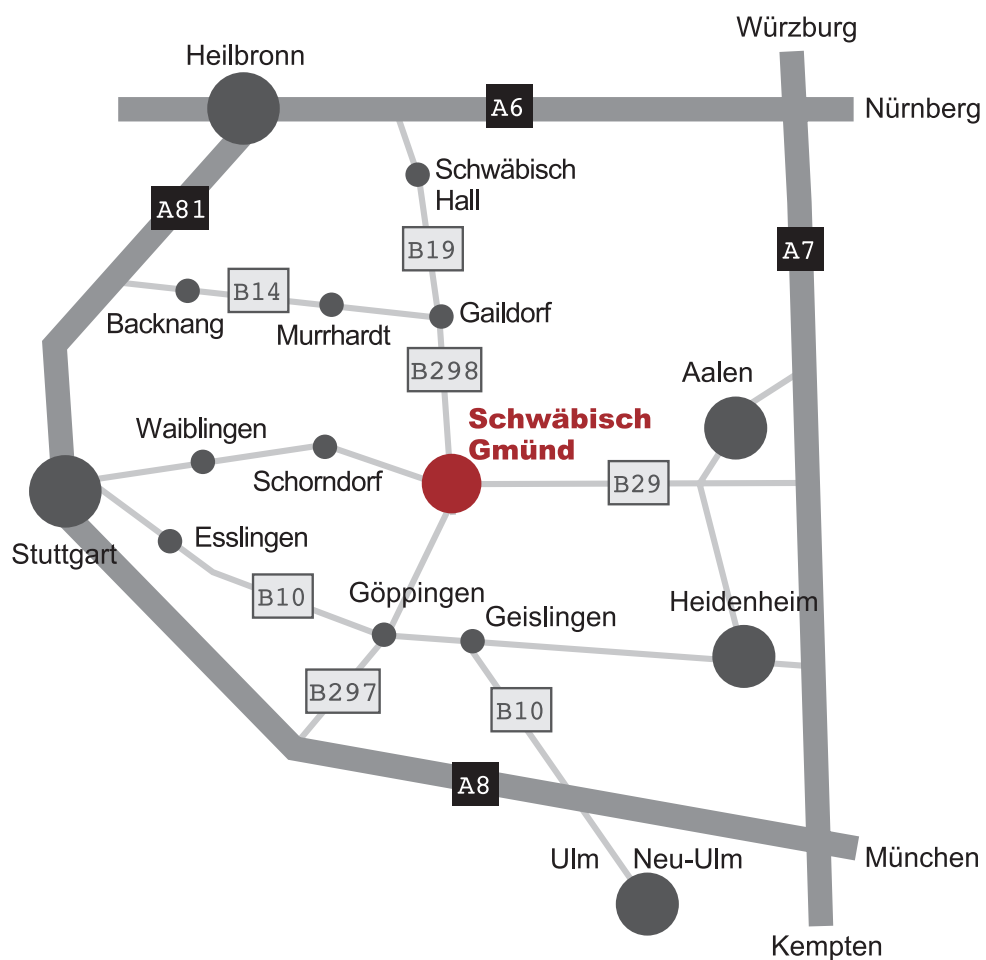 Würzburg
Heilbronn
A6
Nürnberg
Schwäbisch
Hall
A81
B19
A7
B14
Backnang
Murrhardt
Gaildorf
B298
Aalen
Schwäbisch
Gmünd
Waiblingen
Schorndorf
B29
Stuttgart
Esslingen
B10
Göppingen
Geislingen
Heidenheim
B297
B10
A8
Ulm
Neu-Ulm
München
Kempten